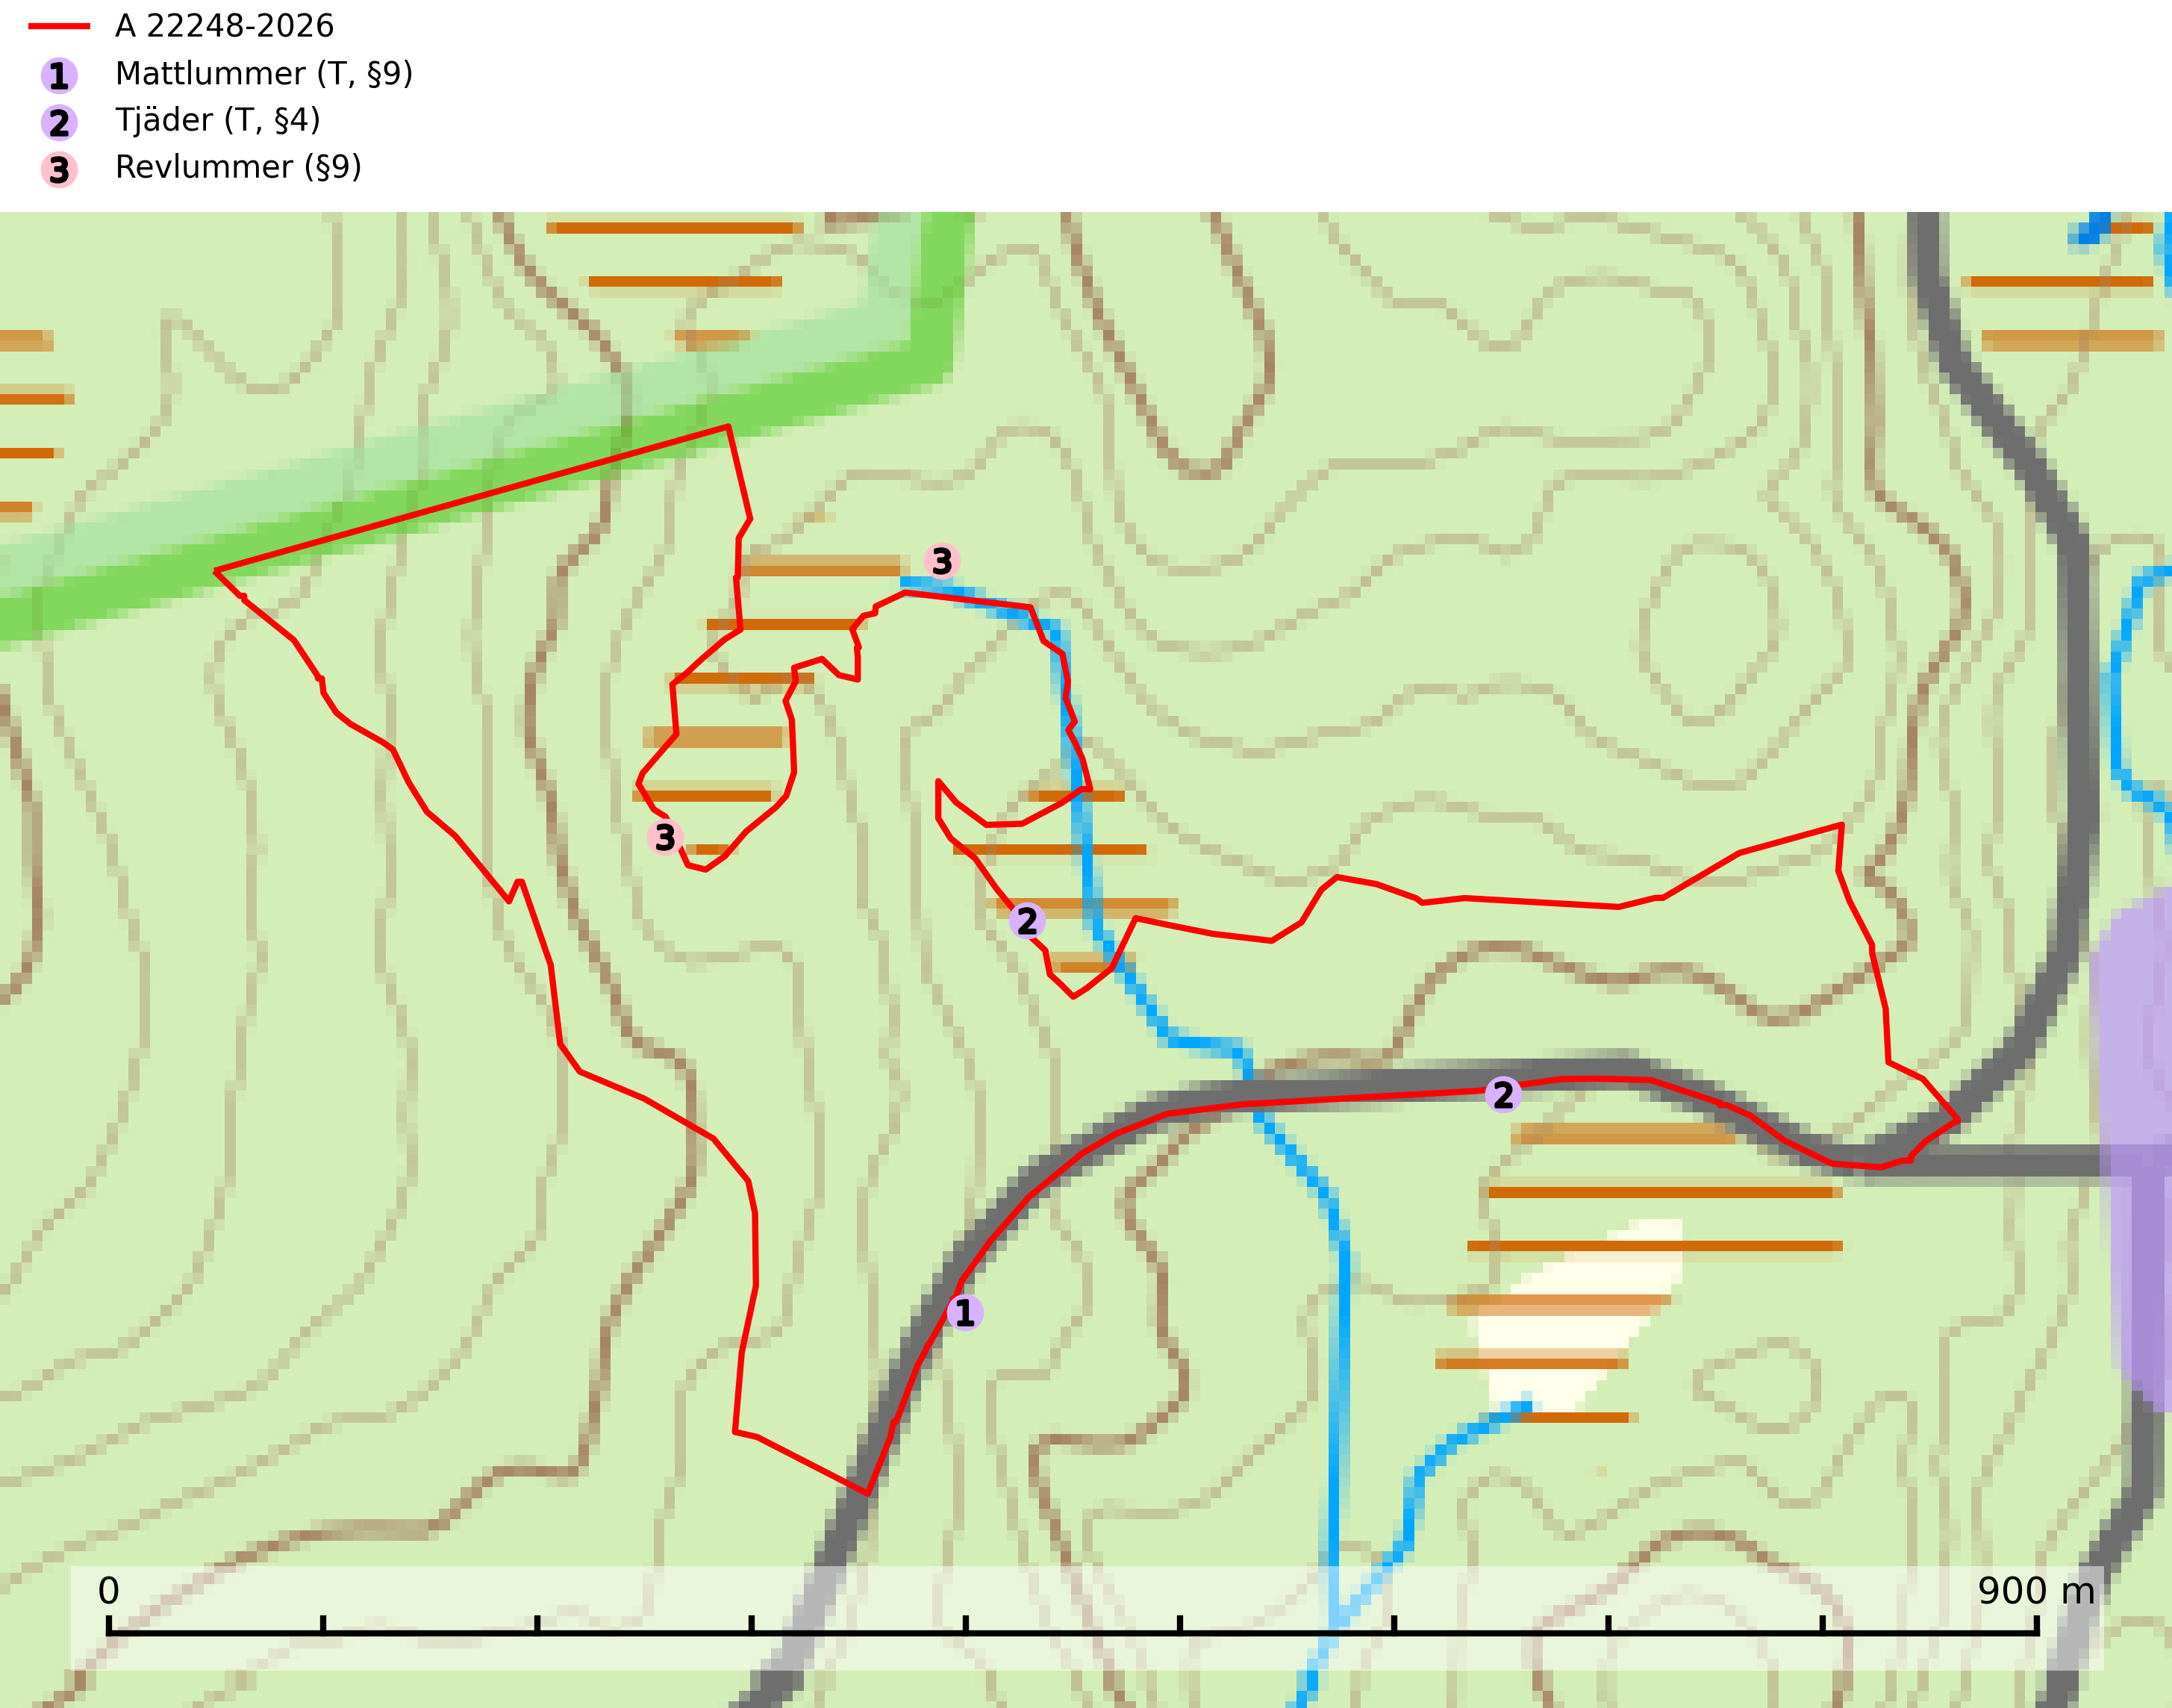 A 22248-2026
1 Mattlummer (T, §9)
2 Tjäder (T, §4)
3 Revlummer (§9)
3
3
2
2
1
0 900 m